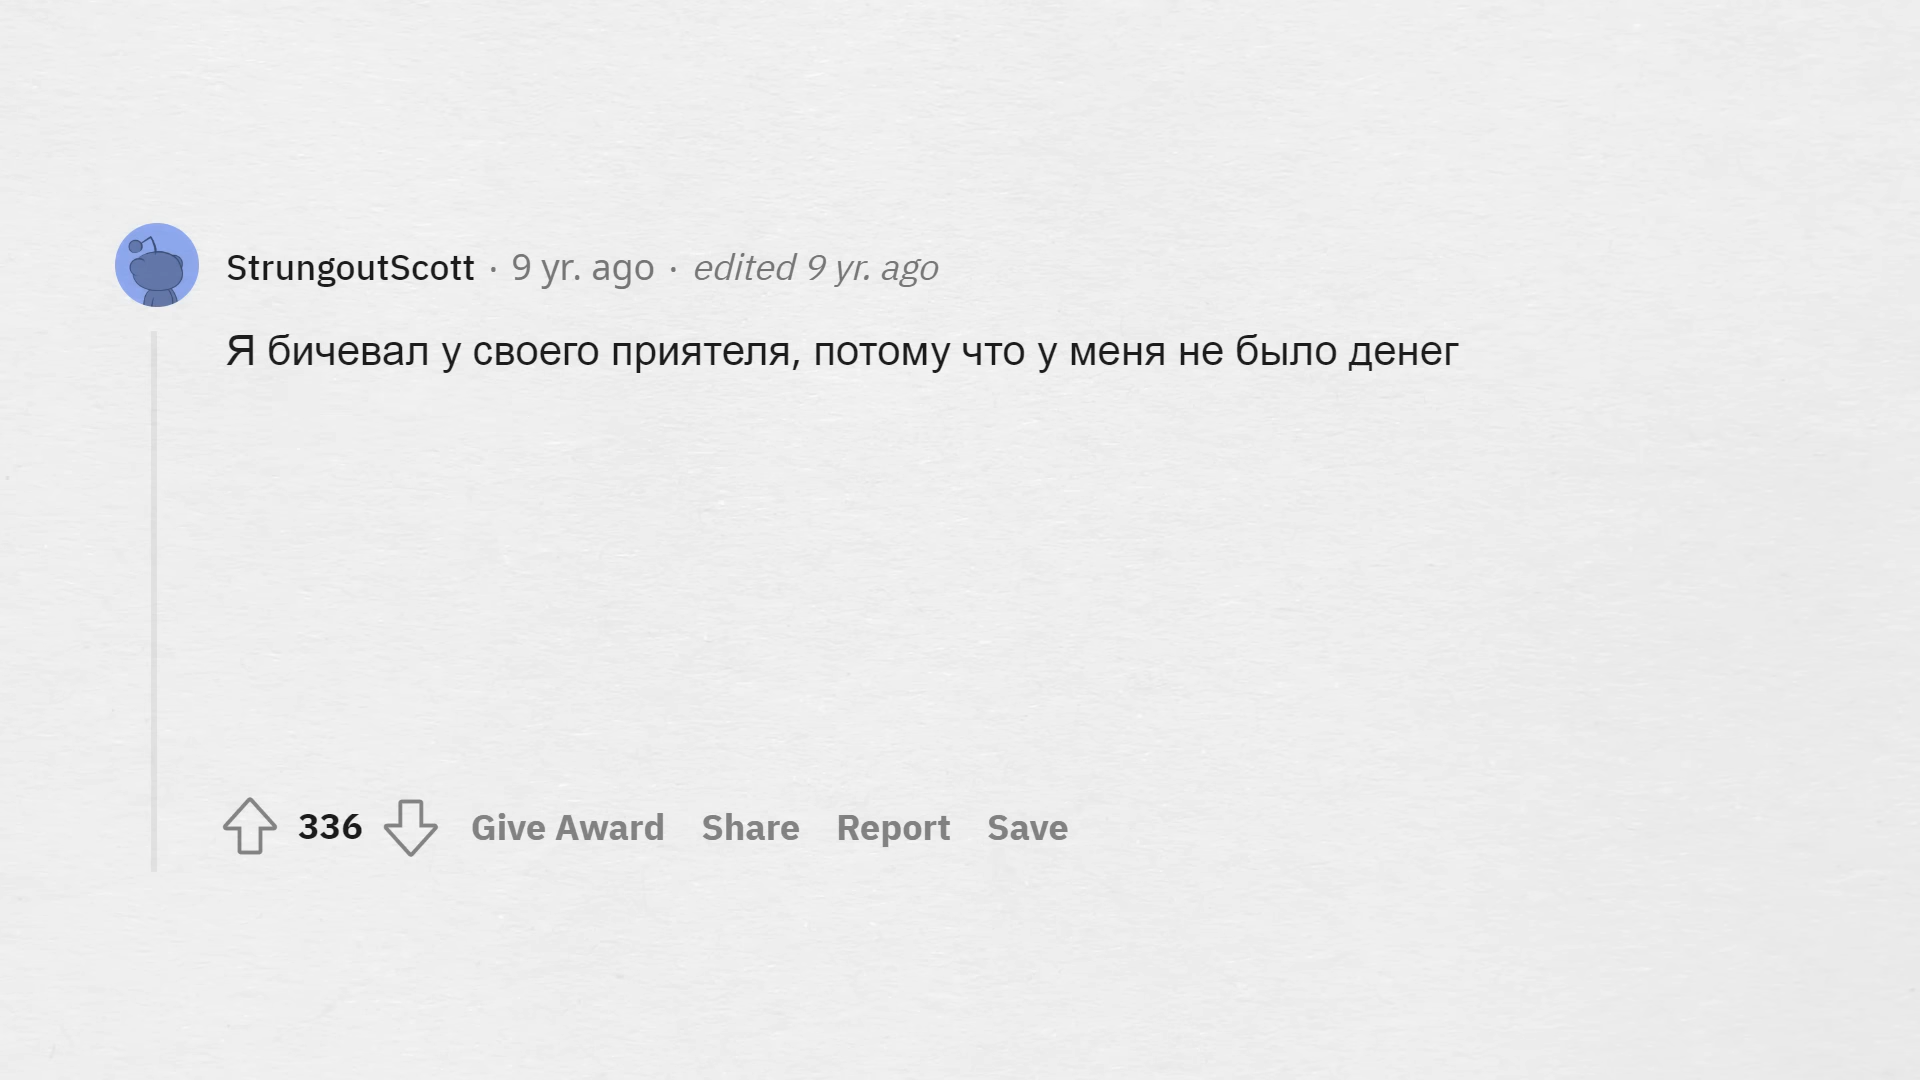 StrungoutScott · 9 yr. ago · edited 9 yr. ago
Я бичевал у своего приятеля, потому что у меня не было денег
336 Give Award Share Report Save